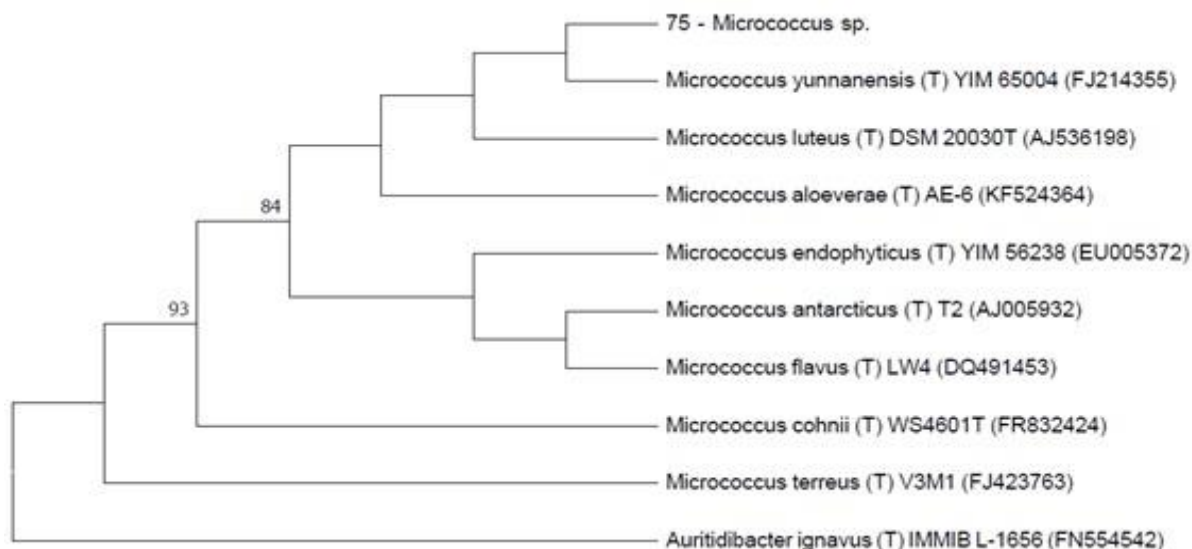 75 - Micrococcus sp.
Micrococcus yunnanensis (T) YIM 65004 (FJ214355)
Micrococcus luteus (T) DSM 20030T (AJ536198)
Micrococcus aloeverae (T) AE-6 (KF524364)
84
Micrococcus endophyticus (T) YIM 56238 (EU005372)
Micrococcus antarcticus (T) T2 (AJ005932)
93
Micrococcus flavus (T) LW4 (DQ491453)
Micrococcus cohnii (T) WS4601T (FR832424)
Micrococcus terreus (T) V3M1 (FJ423763)
Auritidibacter ignavus (T) IMMIB L-1656 (FN554542)